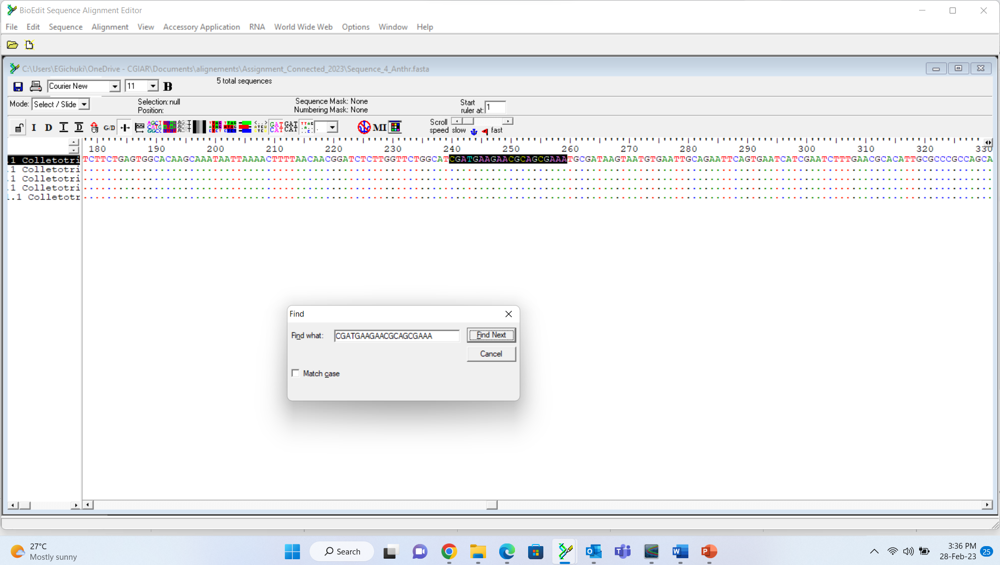 BioEdit Sequence Alignment Editor
File Edit Sequence Alignment View Accessory Application RNA World Wide Web Options Window Help
C:\Users\EGichuki\OneDrive - CGIAR\Documents\alignements\Assignment_Connected_2023\Sequence_4_Anthr.fasta
Courier New 11 B 5 total sequences
Mode: Select / Slide Selection: null Sequence Mask: None Start
Position: Numbering Mask: None ruler at: 1
I D I D G/D MI Scroll
speed slow fast
180 190 200 210 220 230 240 250 260 270 280 290 300 310 320 330
1 Colletotri TCTTCTGAGTGGCACAAGCAAATAATTAAAACTTTTAACAACGGATCTCTTGGTTCTGGCATCGATGAAGAACGCAGCGAAATGCGATAAGTAATGTGAATTGCAGAATTCAGTGAATCATCGAATCTTTGAACGCACATTGCGCCCGCCAGCA
.1 Colletotri
.1 Colletotri
.1 Colletotri
1.1 Colletotr
Find
Find what: CGATGAAGAACGCAGCGAAA Find Next
Cancel
Match case
27°C
Mostly sunny
Search
3:36 PM
28-Feb-23 25